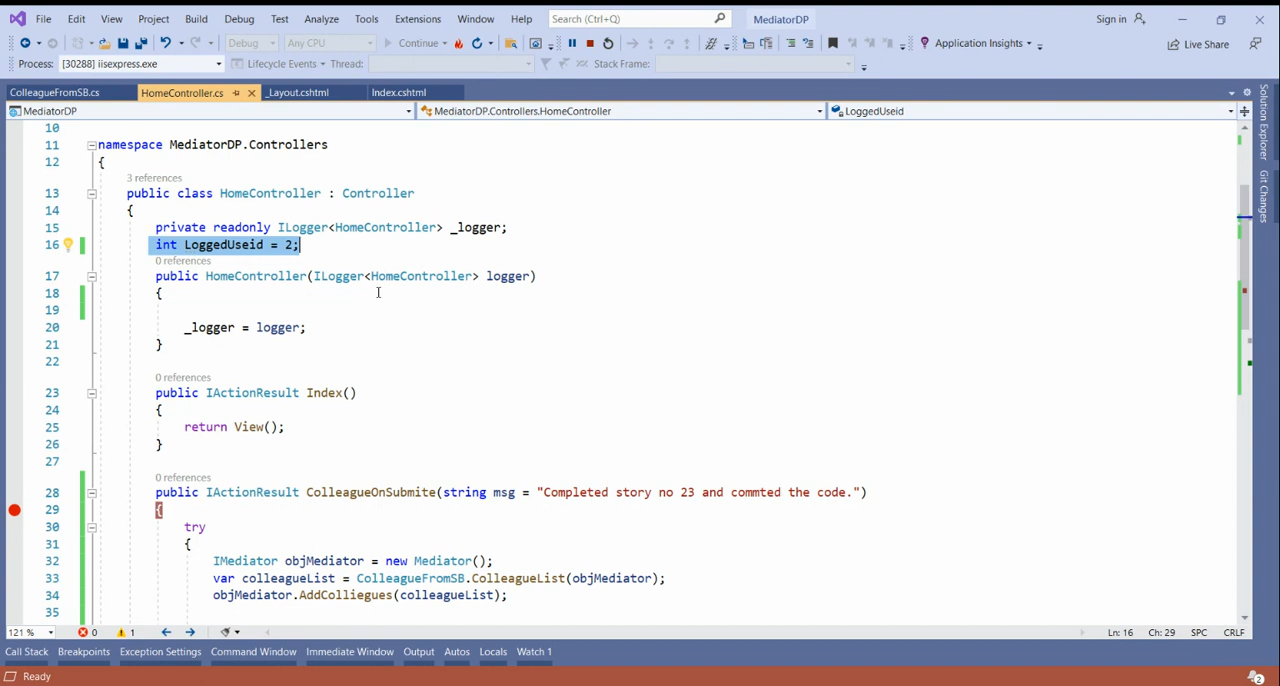 File Edit View Project Build Debug Test Analyze Tools Extensions Window Help Search (Ctrl+Q) MediatorDP Sign in
Debug Any CPU Continue Application Insights Live Share
Process: [30288] iisexpress.exe Lifecycle Events Thread: Stack Frame:
ColleagueFromSB.cs HomeController.cs _Layout.cshtml Index.cshtml
MediatorDP MediatorDP.Controllers.HomeController LoggedUseid
10
11 namespace MediatorDP.Controllers
12 {
3 references
13 public class HomeController : Controller
14 {
15 private readonly ILogger<HomeController> _logger;
16 int LoggedUseid = 2;
0 references
17 public HomeController(ILogger<HomeController> logger)
18 {
19
20 _logger = logger;
21 }
22
0 references
23 public IActionResult Index()
24 {
25 return View();
26 }
27
0 references
28 public IActionResult ColleagueOnSubmite(string msg = "Completed story no 23 and commted the code.")
29 {
30 try
31 {
32 IMediator objMediator = new Mediator();
33 var colleagueList = ColleagueFromSB.ColleagueList(objMediator);
34 objMediator.AddColliegues(colleagueList);
35
121 % 0 1 Ln: 16 Ch: 29 SPC CRLF
Call Stack Breakpoints Exception Settings Command Window Immediate Window Output Autos Locals Watch 1
Ready 2
Solution Explorer
Git Changes